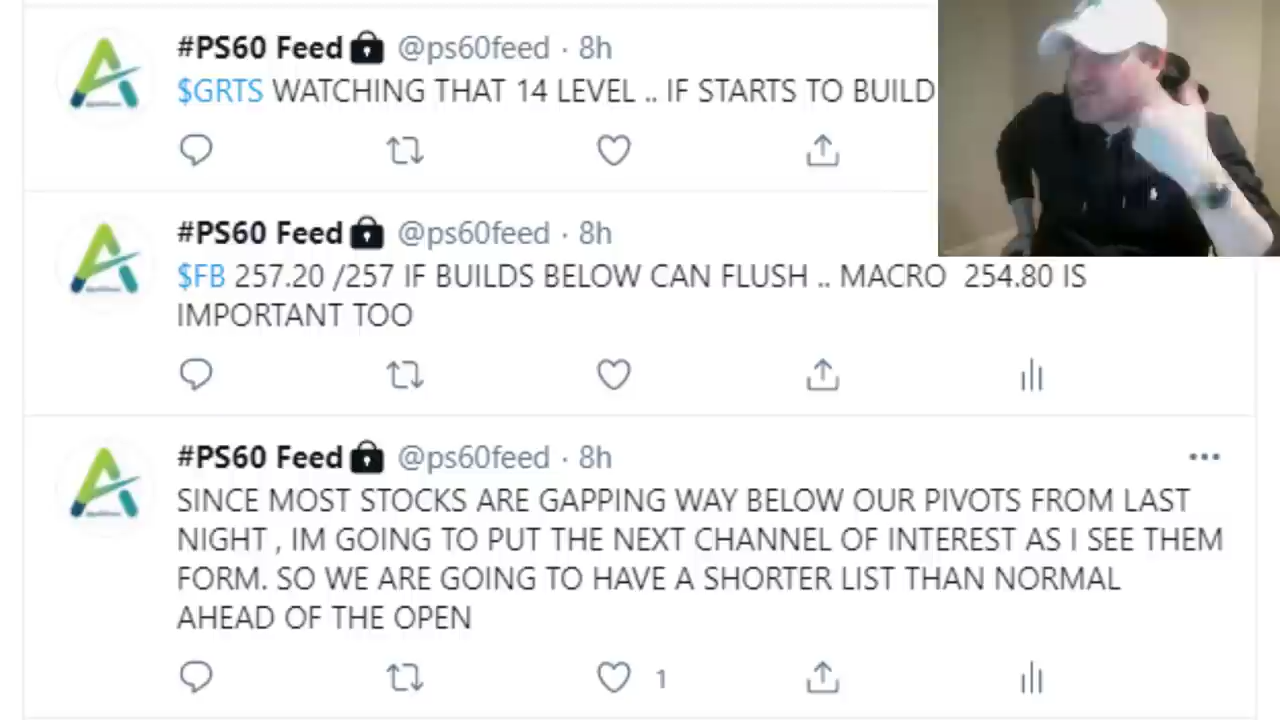 #PS60 Feed @ps60feed · 8h
$GRTS WATCHING THAT 14 LEVEL .. IF STARTS TO BUILD
#PS60 Feed @ps60feed · 8h
$FB 257.20 /257 IF BUILDS BELOW CAN FLUSH .. MACRO  254.80 IS
IMPORTANT TOO
#PS60 Feed @ps60feed · 8h
SINCE MOST STOCKS ARE GAPPING WAY BELOW OUR PIVOTS FROM LAST
NIGHT , IM GOING TO PUT THE NEXT CHANNEL OF INTEREST AS I SEE THEM
FORM. SO WE ARE GOING TO HAVE A SHORTER LIST THAN NORMAL
AHEAD OF THE OPEN
1